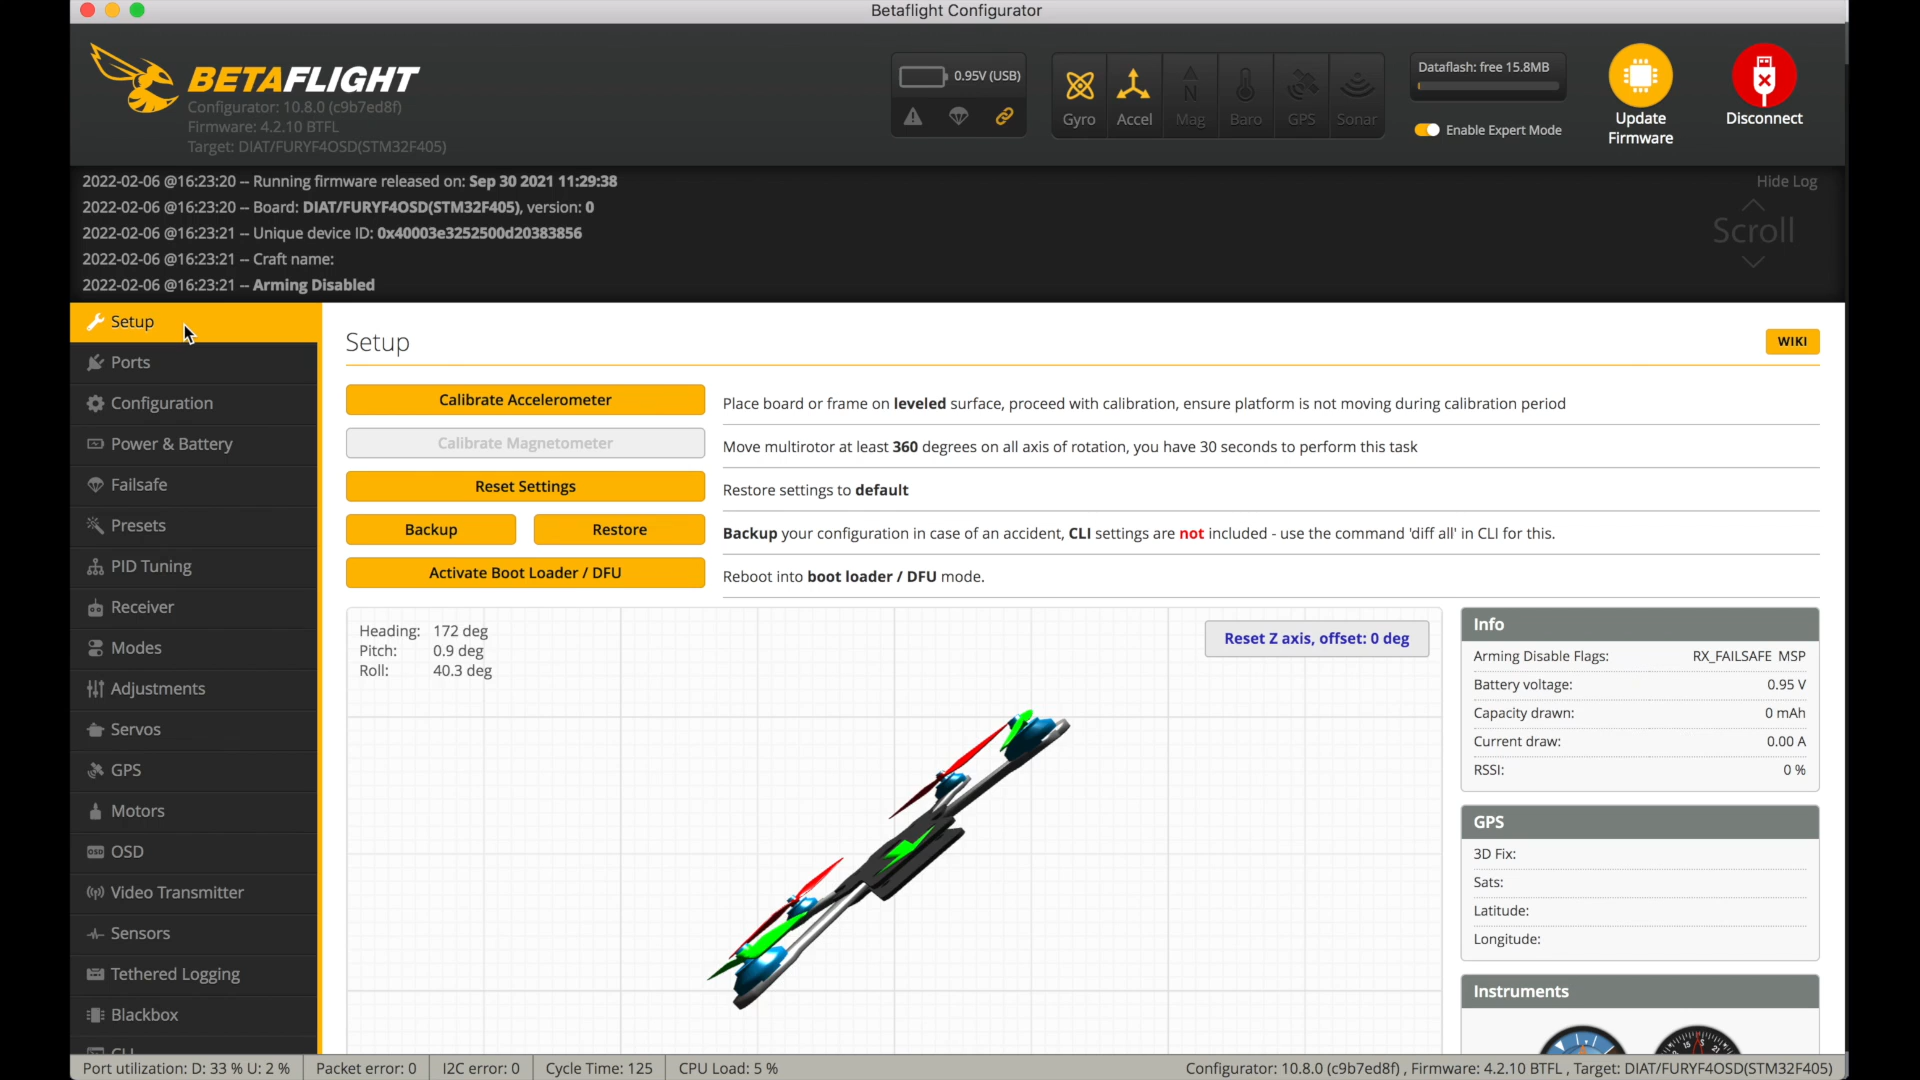 Betaflight Configurator
BETAFLIGHT
Configurator: 10.8.0 (c9b7ed8f)
Firmware: 4.2.10 BTFL
Target: DIAT/FURYF4OSD(STM32F405)
0.95V (USB)
Gyro
Accel
N
Mag
Baro
GPS
Sonar
Dataflash: free 15.8MB
Enable Expert Mode
Update
Firmware
Disconnect
2022-02-06 @16:23:20 -- Running firmware released on: Sep 30 2021 11:29:38
2022-02-06 @16:23:20 -- Board: DIAT/FURYF4OSD(STM32F405), version: 0
2022-02-06 @16:23:21 -- Unique device ID: 0x40003e3252500d20383856
2022-02-06 @16:23:21 -- Craft name:
2022-02-06 @16:23:21 -- Arming Disabled
Hide Log
Scroll
Setup
Ports
Configuration
Power & Battery
Failsafe
Presets
PID Tuning
Receiver
Modes
Adjustments
Servos
GPS
Motors
OSD
Video Transmitter
Sensors
Tethered Logging
Blackbox
Setup
WIKI
Calibrate Accelerometer
Place board or frame on leveled surface, proceed with calibration, ensure platform is not moving during calibration period
Calibrate Magnetometer
Move multirotor at least 360 degrees on all axis of rotation, you have 30 seconds to perform this task
Reset Settings
Restore settings to default
Backup
Restore
Backup your configuration in case of an accident, CLI settings are not included - use the command 'diff all' in CLI for this.
Activate Boot Loader / DFU
Reboot into boot loader / DFU mode.
Heading: 172 deg
Pitch: 0.9 deg
Roll: 40.3 deg
Reset Z axis, offset: 0 deg
Info
Arming Disable Flags: RX_FAILSAFE MSP
Battery voltage: 0.95 V
Capacity drawn: 0 mAh
Current draw: 0.00 A
RSSI: 0 %
GPS
3D Fix:
Sats:
Latitude:
Longitude:
Instruments
Port utilization: D: 33 % U: 2 %
Packet error: 0
I2C error: 0
Cycle Time: 125
CPU Load: 5 %
Configurator: 10.8.0 (c9b7ed8f) , Firmware: 4.2.10 BTFL , Target: DIAT/FURYF4OSD(STM32F405)